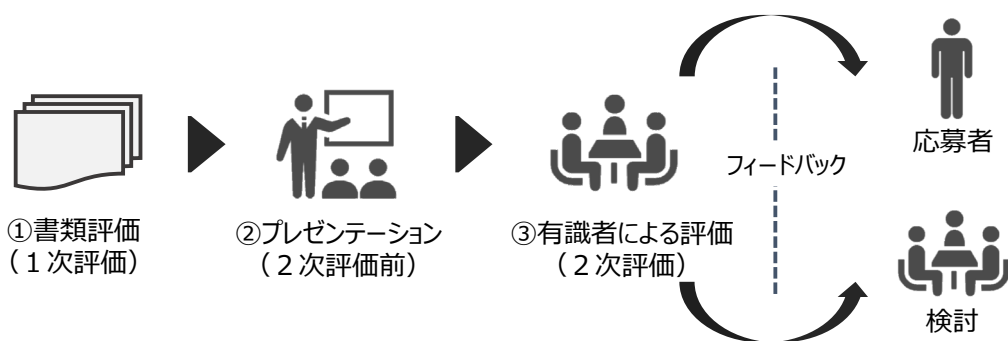 ①書類評価
（１次評価）
②プレゼンテーション
（２次評価前）
③有識者による評価
（２次評価）
フィードバック
応募者
検討